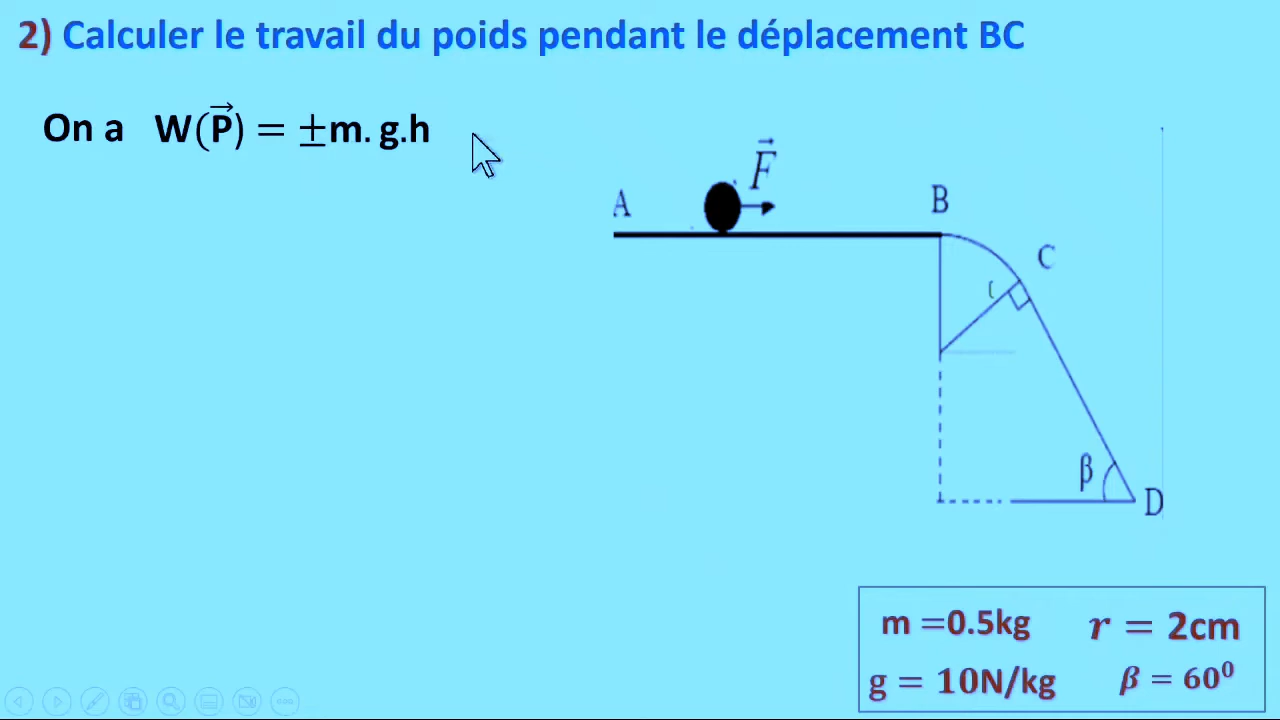 2) Calculer le travail du poids pendant le déplacement BC
On a W(P⃗) = ±m. g.h
F⃗
A
B
C
r
β
D
m =0.5kg r = 2cm
g = 10N/kg β = 60⁰